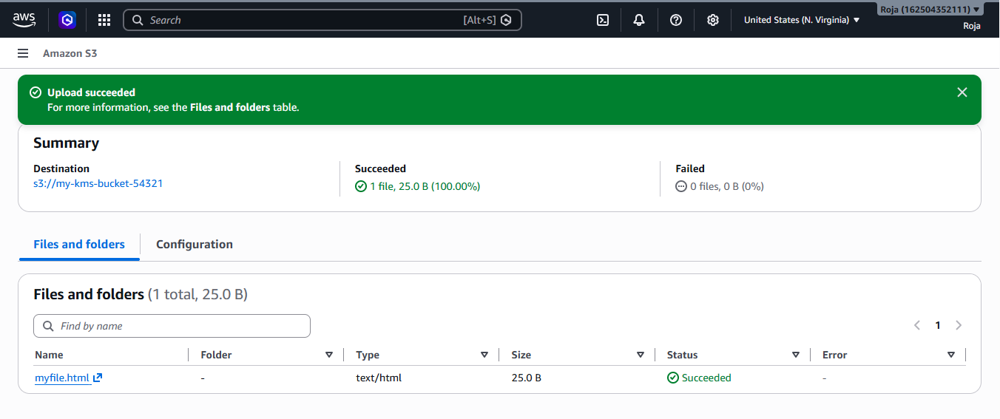 aws
Search [Alt+S]
United States (N. Virginia)
Roja (162504352111)
Roja
Amazon S3
Upload succeeded
For more information, see the Files and folders table.
Summary
Destination
s3://my-kms-bucket-54321
Succeeded
1 file, 25.0 B (100.00%)
Failed
0 files, 0 B (0%)
Files and folders Configuration
Files and folders (1 total, 25.0 B)
Find by name
1
Name Folder Type Size Status Error
myfile.html - text/html 25.0 B Succeeded -